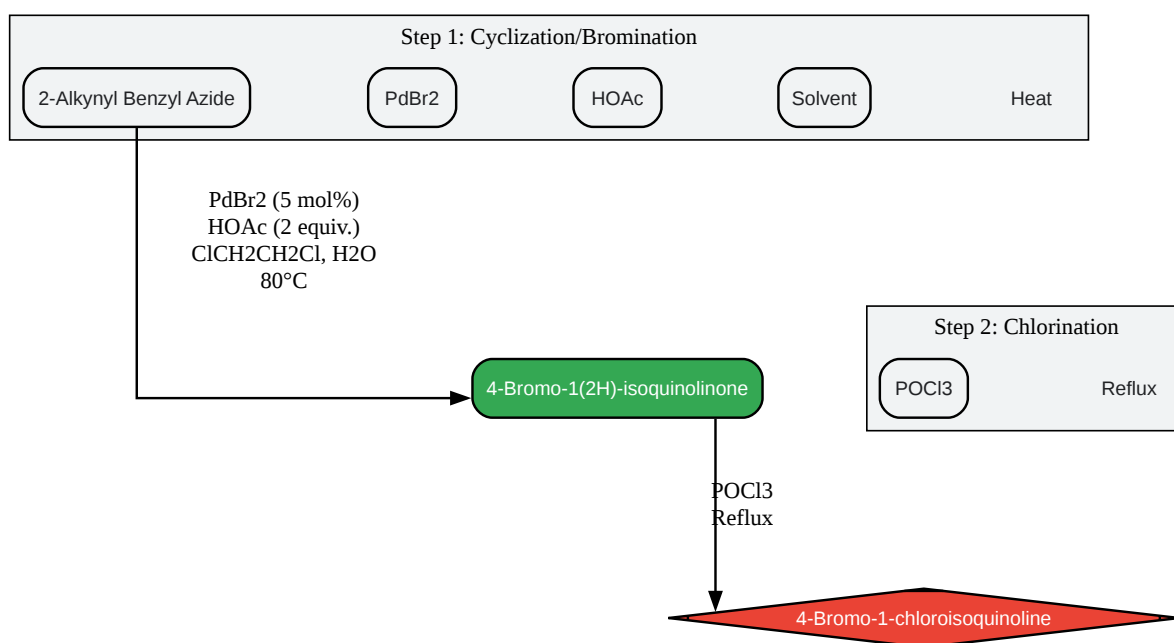 Step 1: Cyclization/Bromination
2-Alkynyl Benzyl Azide
PdBr2
HOAc
Solvent
Heat
PdBr2 (5 mol%)
HOAc (2 equiv.)
ClCH2CH2Cl, H2O
80°C
Step 2: Chlorination
4-Bromo-1(2H)-isoquinolinone
POCl3
Reflux
POCl3
Reflux
4-Bromo-1-chloroisoquinoline